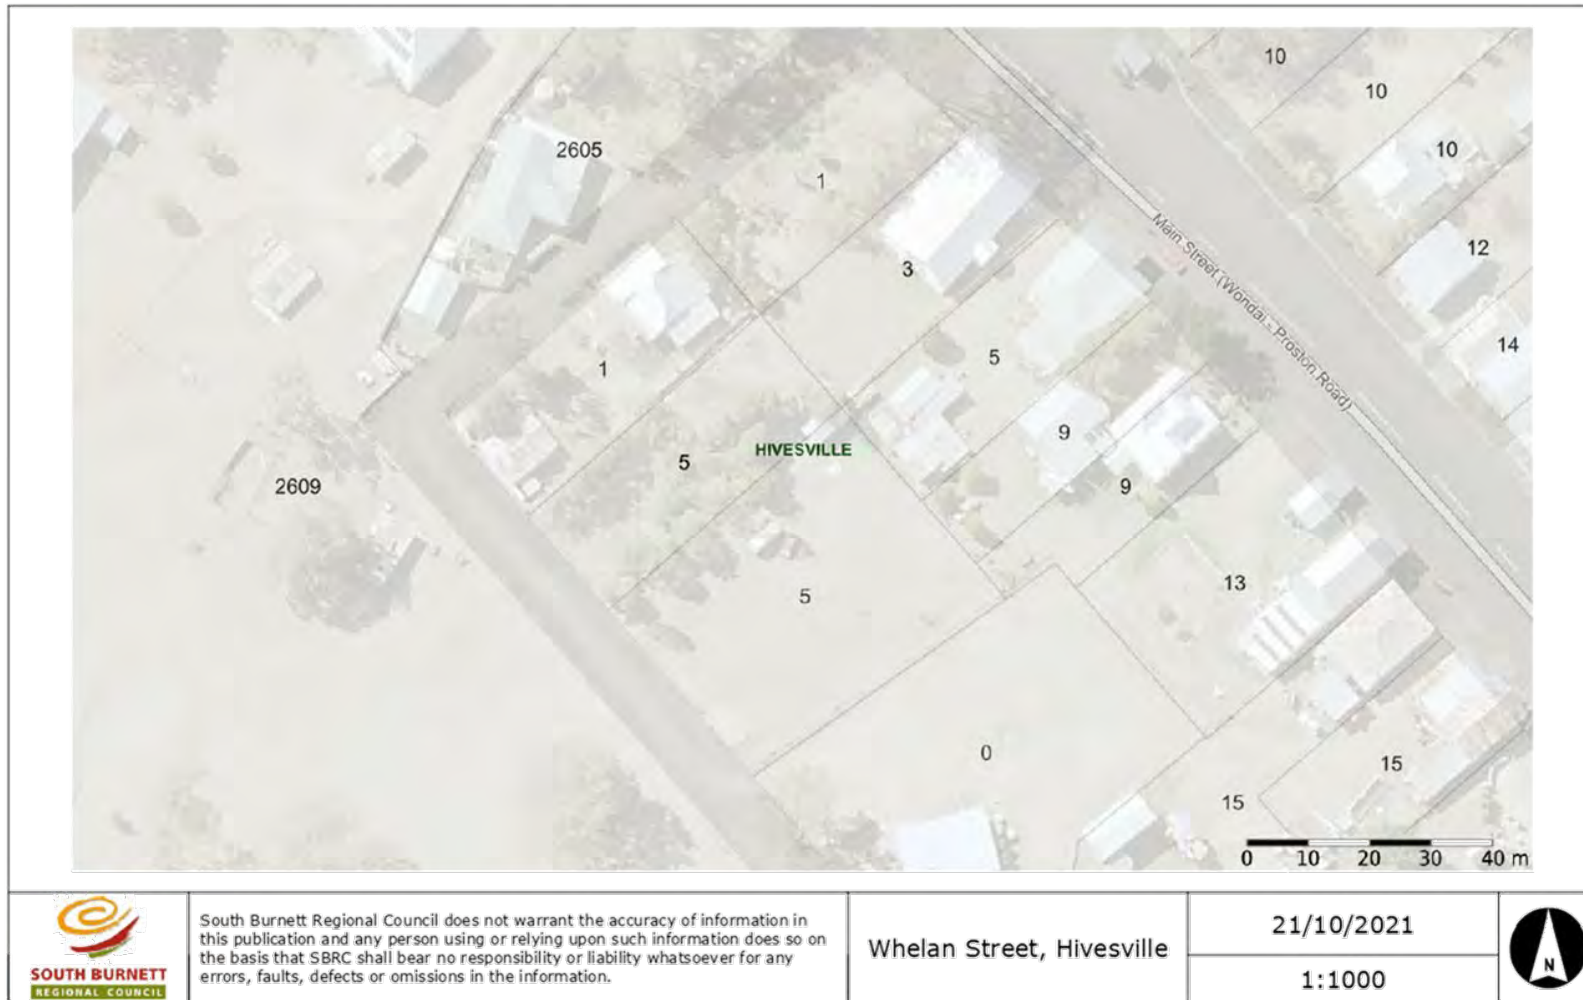 10
10
2605
10
1
Main Street (Wondai - Proston Road)
12
3
14
5
1
9
HIVESVILLE
5
2609
9
13
5
0
15
15
0 10 20 30 40 m
SOUTH BURNETT
REGIONAL COUNCIL
South Burnett Regional Council does not warrant the accuracy of information in
this publication and any person using or relying upon such information does so on
the basis that SBRC shall bear no responsibility or liability whatsoever for any
errors, faults, defects or omissions in the information.
Whelan Street, Hivesville
21/10/2021
1:1000
N